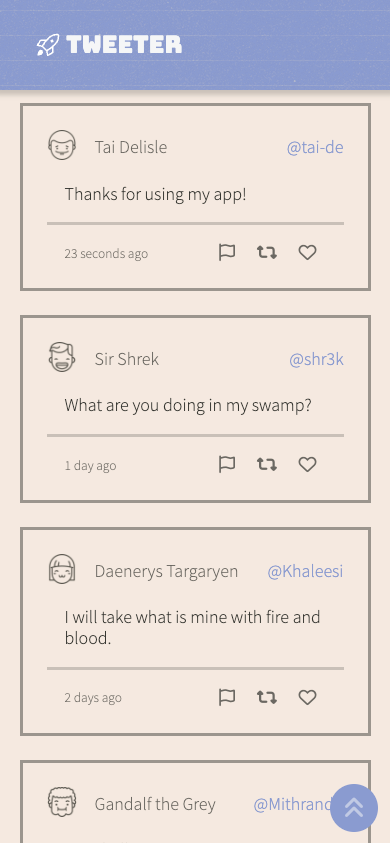 TWEETER
Tai Delisle @tai-de
Thanks for using my app!
23 seconds ago
Sir Shrek @shr3k
What are you doing in my swamp?
1 day ago
Daenerys Targaryen @Khaleesi
I will take what is mine with fire and
blood.
2 days ago
Gandalf the Grey